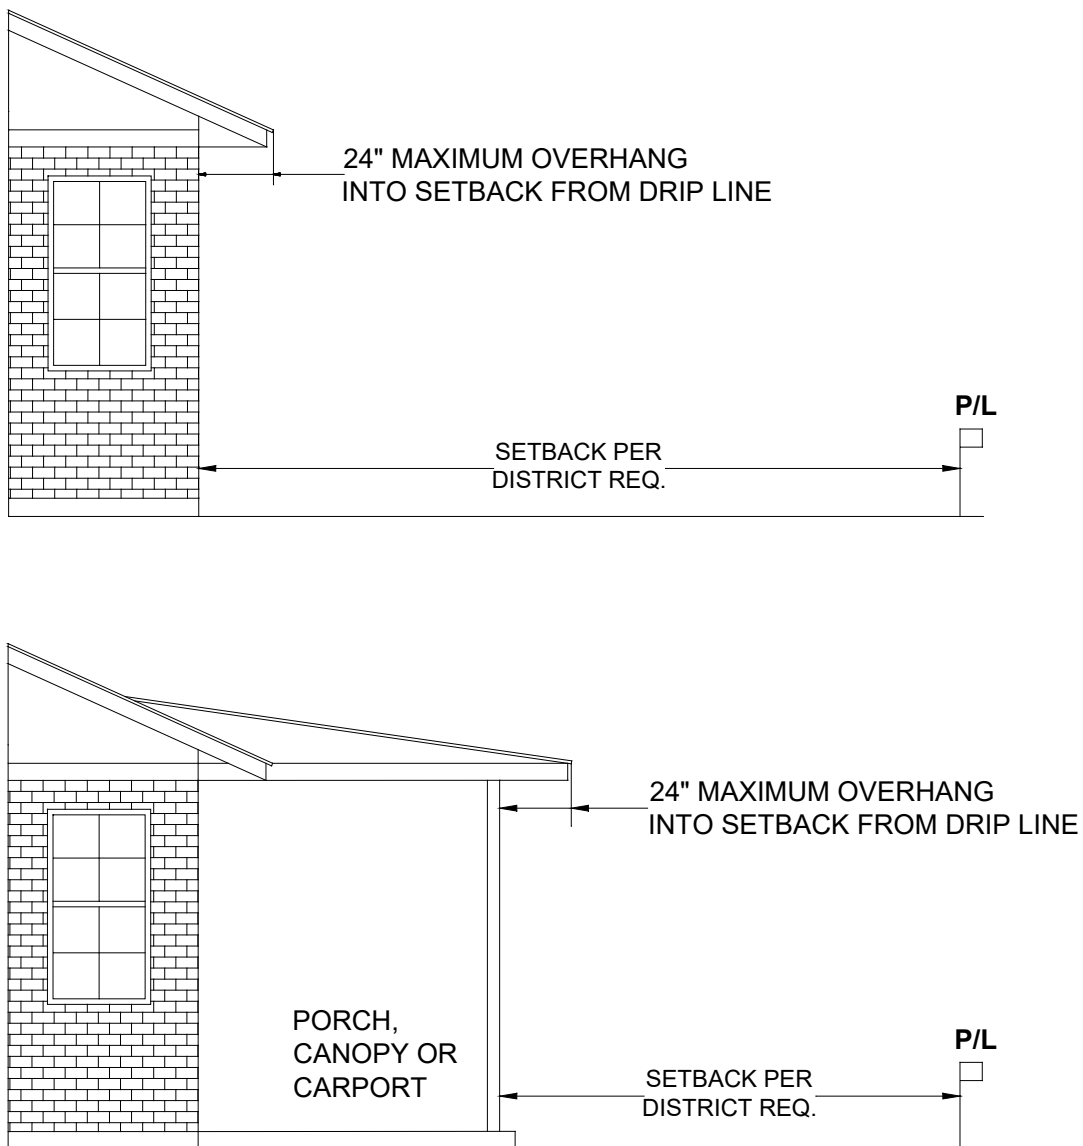 24" MAXIMUM OVERHANG
INTO SETBACK FROM DRIP LINE
P/L
SETBACK PER
DISTRICT REQ.
24" MAXIMUM OVERHANG
INTO SETBACK FROM DRIP LINE
PORCH,
CANOPY OR
CARPORT
P/L
SETBACK PER
DISTRICT REQ.